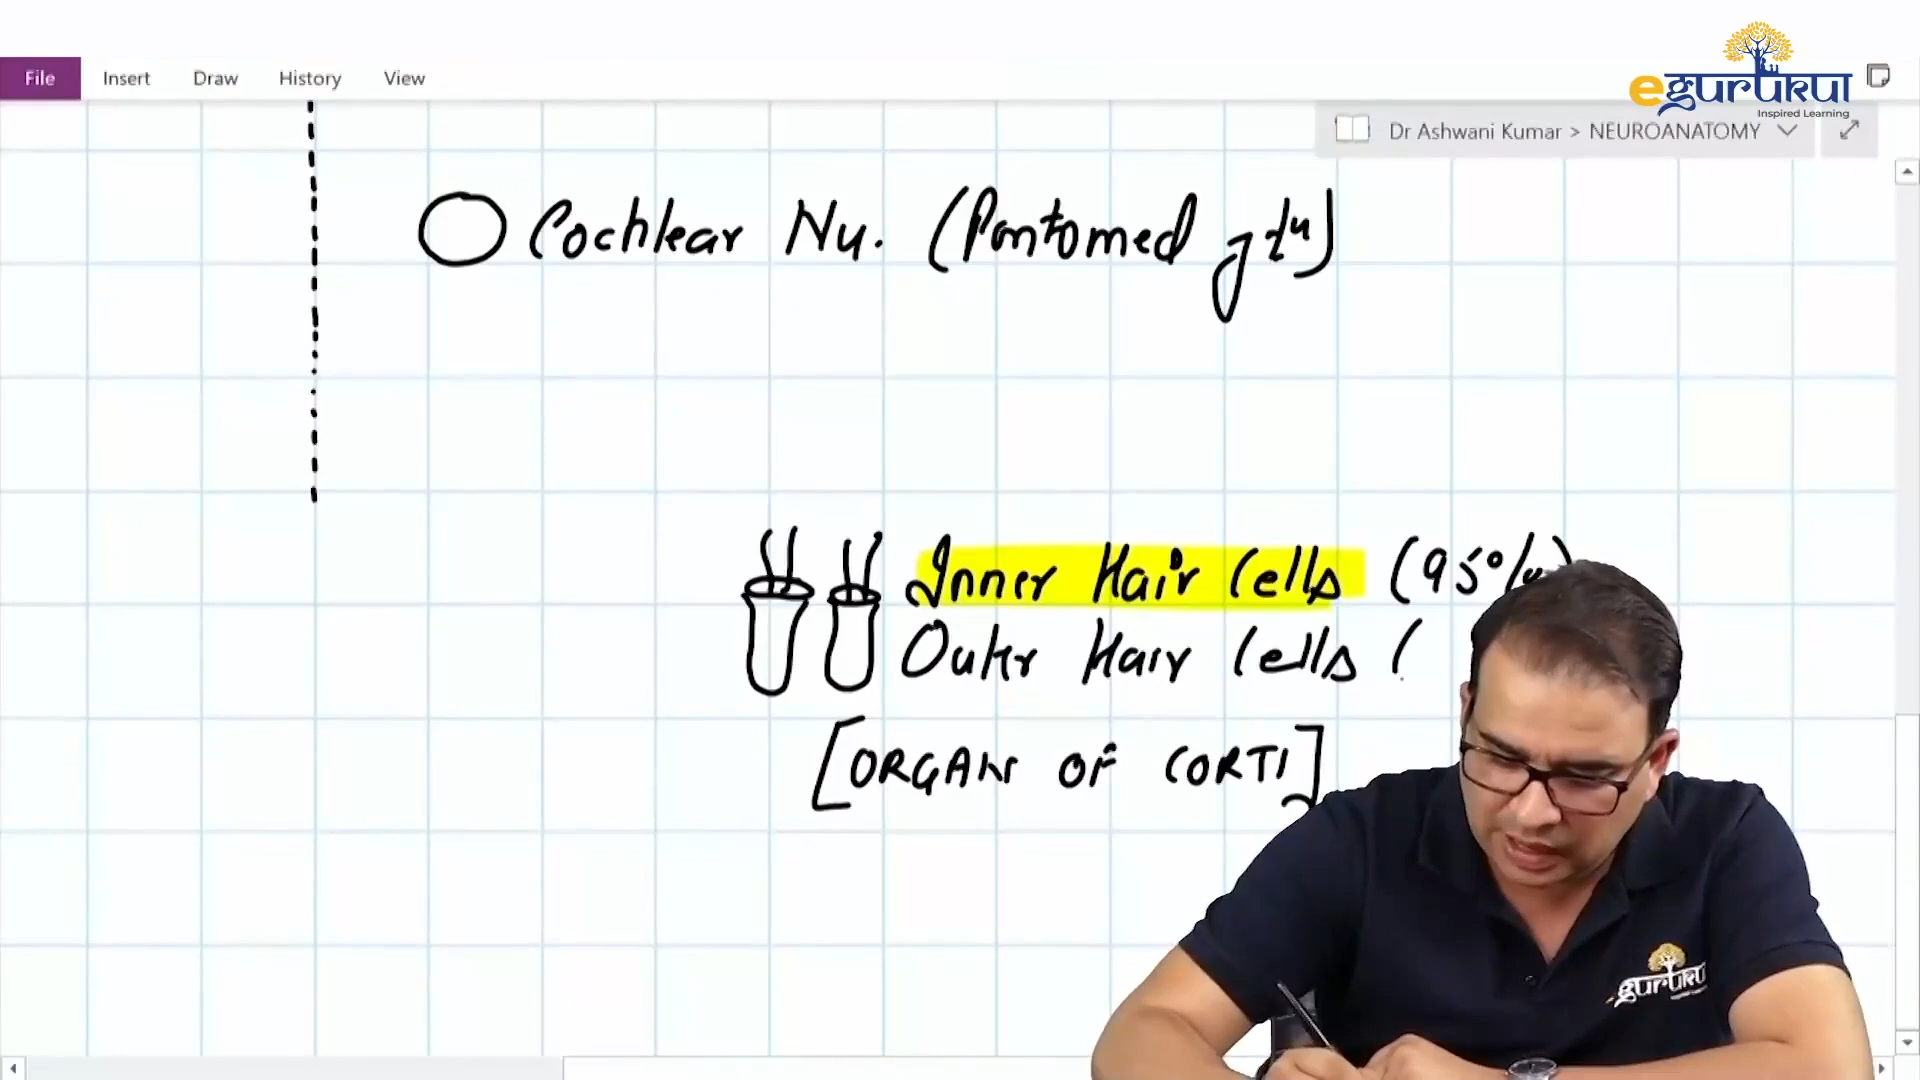 egurukul
Inspired Learning
File Insert Draw History View
Dr Ashwani Kumar > NEUROANATOMY
Cochlear Nu. (Pontomed jtn)
Inner Hair Cells (95%)
Outer Hair Cells (
[ORGAN OF CORTI]
gurukul